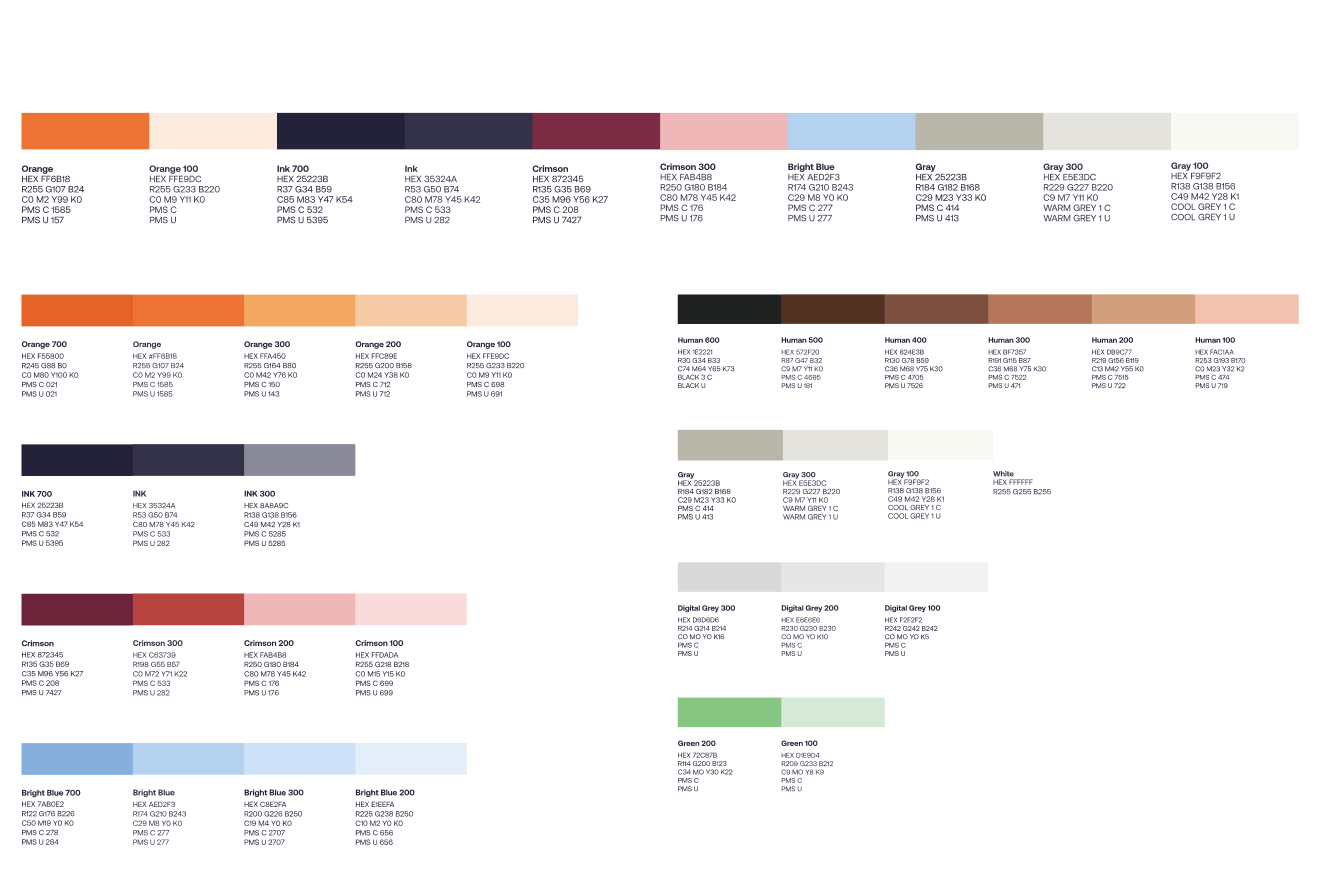 Orange
HEX FF6B18
R255 G107 B24
C0 M2 Y99 K0
PMS C 1585
PMS U 157
Orange 100
HEX FFE9DC
R255 G233 B220
C0 M9 Y11 K0
PMS C
PMS U
Ink 700
HEX 25223B
R37 G34 B59
C85 M83 Y47 K54
PMS C 532
PMS U 5395
Ink
HEX 35324A
R53 G50 B74
C80 M78 Y45 K42
PMS C 533
PMS U 282
Crimson
HEX 872345
R135 G35 B69
C35 M96 Y56 K27
PMS C 208
PMS U 7427
Crimson 300
HEX FAB4B8
R250 G180 B184
C80 M78 Y45 K42
PMS C 176
PMS U 176
Bright Blue
HEX AED2F3
R174 G210 B243
C29 M8 Y0 K0
PMS C 277
PMS U 277
Gray
HEX 25223B
R184 G182 B168
C29 M23 Y33 K0
PMS C 414
PMS U 413
Gray 300
HEX E5E3DC
R229 G227 B220
C9 M7 Y11 K0
WARM GREY 1 C
WARM GREY 1 U
Gray 100
HEX F9F9F2
R138 G138 B156
C49 M42 Y28 K1
COOL GREY 1 C
COOL GREY 1 U
Orange 700
HEX F55800
R245 G88 B0
C0 M80 Y100 K0
PMS C 021
PMS U 021
Orange
HEX #FF6B18
R255 G107 B24
C0 M2 Y99 K0
PMS C 1585
PMS U 1585
Orange 300
HEX FFA450
R255 G164 B80
C0 M42 Y76 K0
PMS C 150
PMS U 143
Orange 200
HEX FFC89E
R255 G200 B158
C0 M24 Y38 K0
PMS C 712
PMS U 712
Orange 100
HEX FFE9DC
R255 G233 B220
C0 M9 Y11 K0
PMS C 698
PMS U 691
Human 600
HEX 1E2221
R30 G34 B33
C74 M64 Y65 K73
BLACK 3 C
BLACK U
Human 500
HEX 572F20
R87 G47 B32
C9 M7 Y11 K0
PMS C 4695
PMS U 181
Human 400
HEX 824E3B
R130 G78 B59
C36 M68 Y75 K30
PMS C 4705
PMS U 7526
Human 300
HEX BF7357
R191 G115 B87
C36 M68 Y75 K30
PMS C 7522
PMS U 471
Human 200
HEX DB9C77
R219 G156 B119
C13 M42 Y55 K0
PMS C 7515
PMS U 722
Human 100
HEX FAC1AA
R253 G193 B170
C0 M23 Y32 K2
PMS C 474
PMS U 719
INK 700
HEX 25223B
R37 G34 B59
C85 M83 Y47 K54
PMS C 532
PMS U 5395
INK
HEX 35324A
R53 G50 B74
C80 M78 Y45 K42
PMS C 533
PMS U 282
INK 300
HEX 8A8A9C
R138 G138 B156
C49 M42 Y28 K1
PMS C 5285
PMS U 5285
Gray
HEX 25223B
R184 G182 B168
C29 M23 Y33 K0
PMS C 414
PMS U 413
Gray 300
HEX E5E3DC
R229 G227 B220
C9 M7 Y11 K0
WARM GREY 1 C
WARM GREY 1 U
Gray 100
HEX F9F9F2
R138 G138 B156
C49 M42 Y28 K1
COOL GREY 1 C
COOL GREY 1 U
White
HEX FFFFFF
R255 G255 B255
Digital Grey 300
HEX D6D6D6
R214 G214 B214
CO MO YO K16
PMS C
PMS U
Digital Grey 200
HEX E6E6E6
R230 G230 B230
CO MO YO K10
PMS C
PMS U
Digital Grey 100
HEX F2F2F2
R242 G242 B242
CO MO YO K5
PMS C
PMS U
Crimson
HEX 872345
R135 G35 B69
C35 M96 Y56 K27
PMS C 208
PMS U 7427
Crimson 300
HEX C63739
R198 G55 B57
C0 M72 Y71 K22
PMS C 533
PMS U 282
Crimson 200
HEX FAB4B8
R250 G180 B184
C80 M78 Y45 K42
PMS C 176
PMS U 176
Crimson 100
HEX FFDADA
R255 G218 B218
C0 M15 Y15 K0
PMS C 699
PMS U 699
Green 200
HEX 72C87B
R114 G200 B123
C34 MO Y30 K22
PMS C
PMS U
Green 100
HEX D1E9D4
R209 G233 B212
C9 MO Y8 K9
PMS C
PMS U
Bright Blue 700
HEX 7AB0E2
R122 G176 B226
C50 M19 Y0 K0
PMS C 278
PMS U 284
Bright Blue
HEX AED2F3
R174 G210 B243
C29 M8 Y0 K0
PMS C 277
PMS U 277
Bright Blue 300
HEX C8E2FA
R200 G226 B250
C19 M4 Y0 K0
PMS C 2707
PMS U 2707
Bright Blue 200
HEX E1EEFA
R225 G238 B250
C10 M2 Y0 K0
PMS C 656
PMS U 656